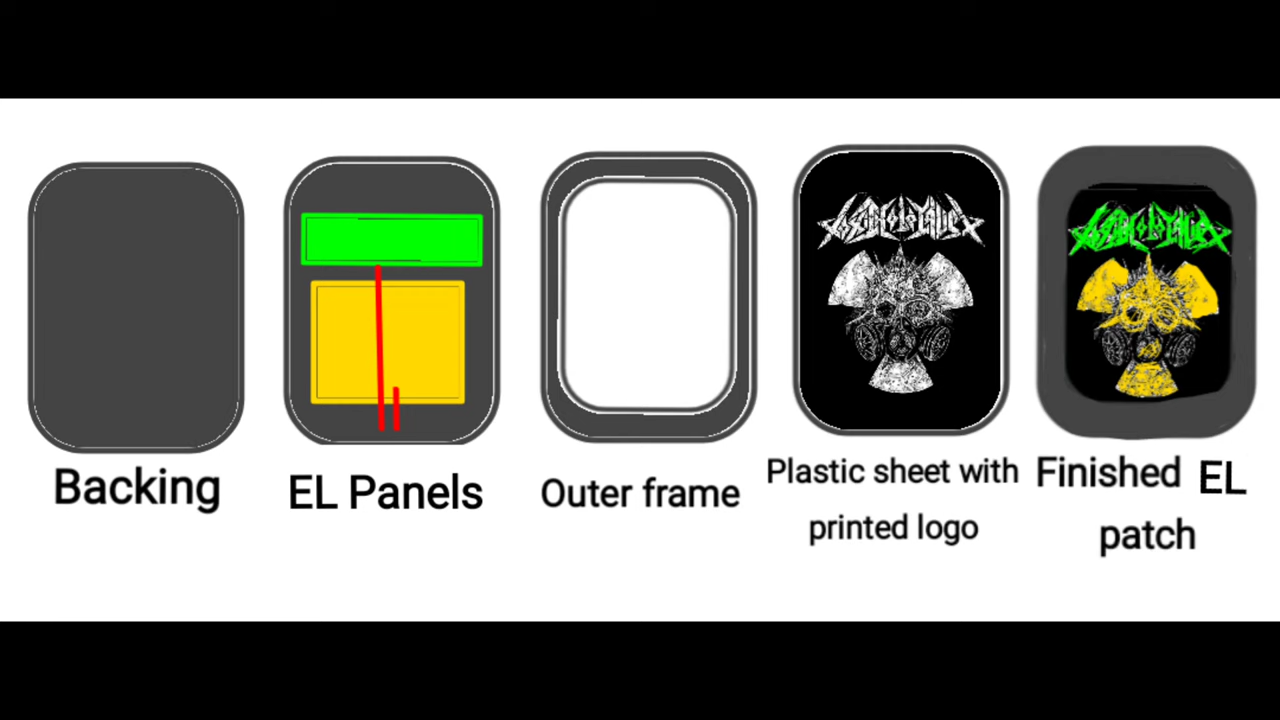 Backing
EL Panels
Outer frame
Plastic sheet with
printed logo
Finished EL
patch